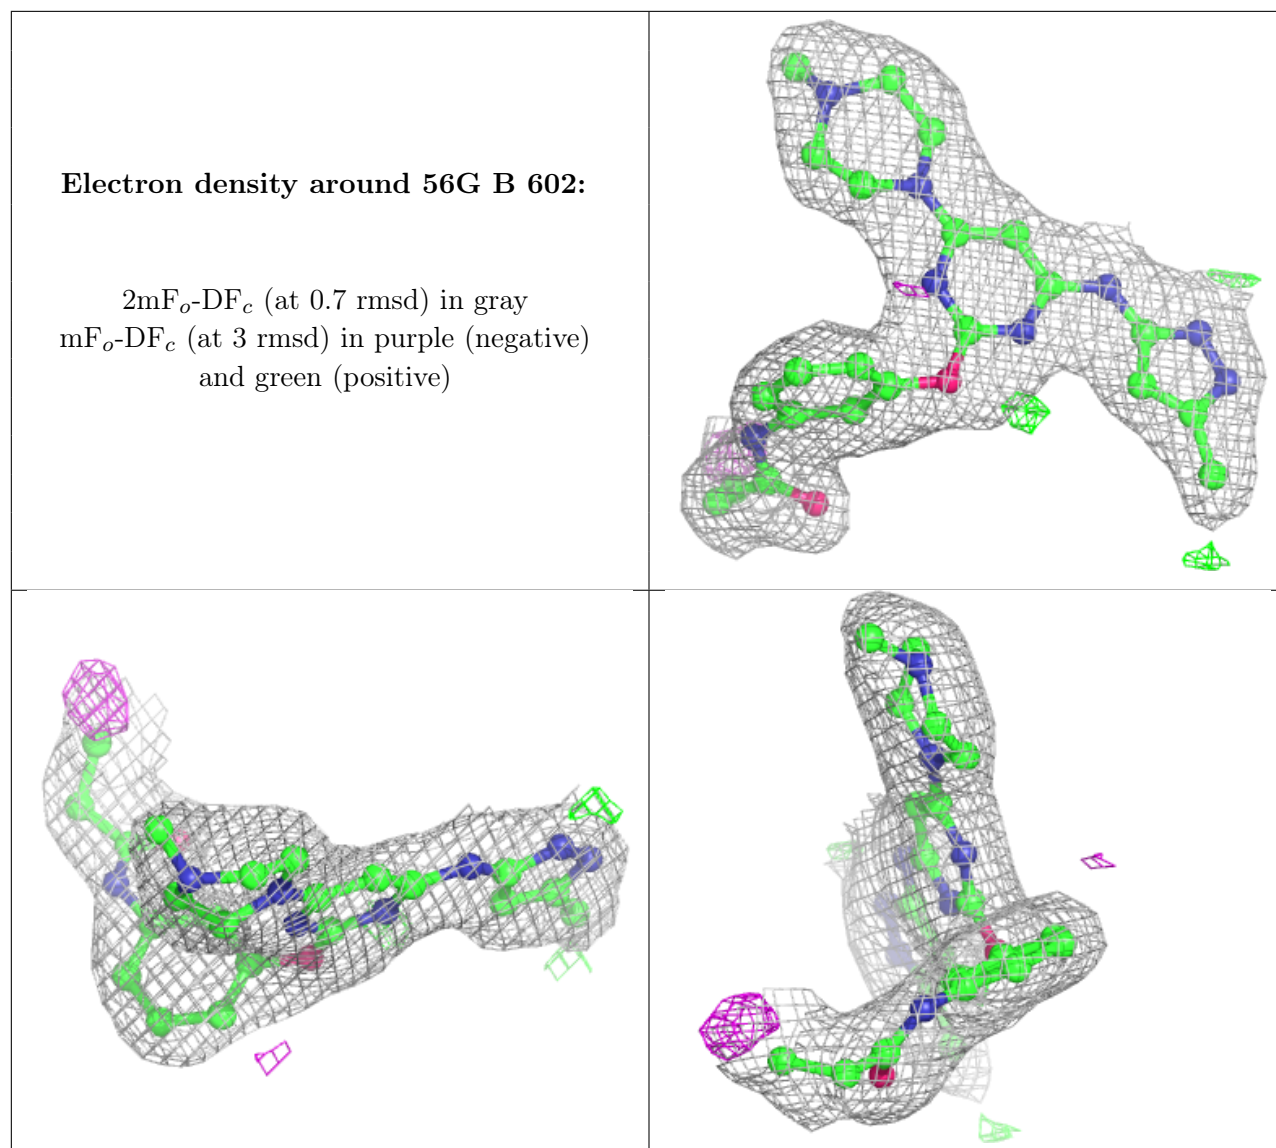 Electron density around 56G B 602:
2mFo-DFc (at 0.7 rmsd) in gray
mFo-DFc (at 3 rmsd) in purple (negative)
and green (positive)